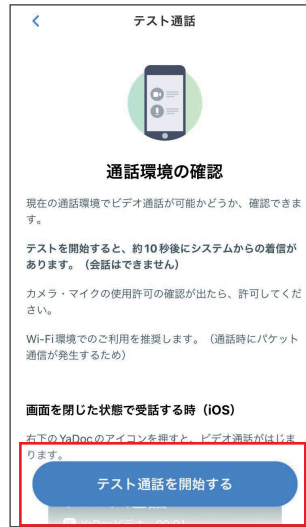 テスト通話
通話環境の確認
現在の通話環境でビデオ通話が可能かどうか、確認できま
す。
テストを開始すると、約10秒後にシステムからの着信が
あります。（会話はできません）
カメラ・マイクの使用許可の確認が出たら、許可してくだ
さい。
Wi-Fi環境でのご利用を推奨します。（通話時にパケット
通信が発生するため）
画面を閉じた状態で受話する時（iOS）
右下のYaDocのアイコンを押すと、ビデオ通話がはじま
ります。
テスト通話を開始する